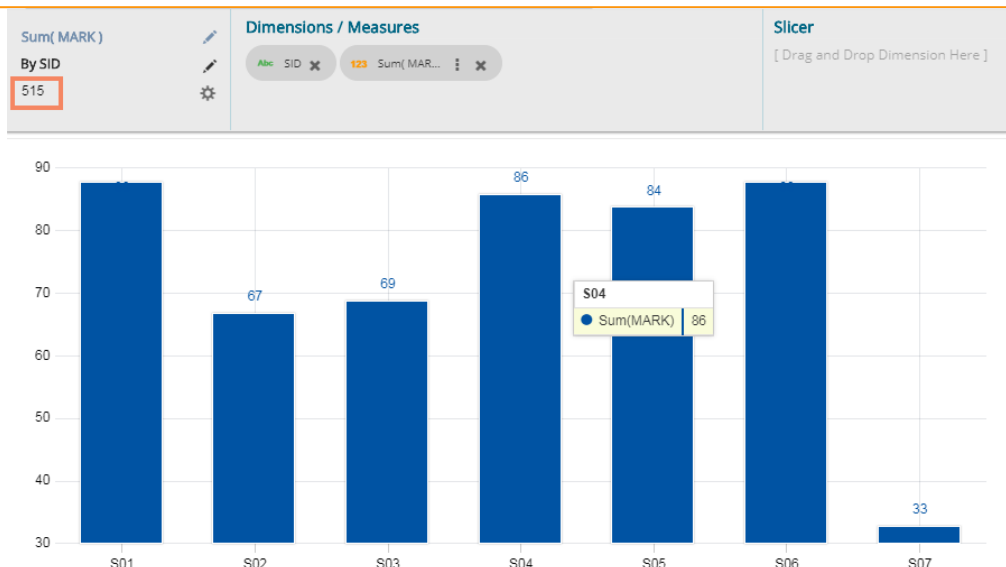 Sum( MARK )
By SID
515
Dimensions / Measures
Abc SID
123 Sum( MAR...
Slicer
[ Drag and Drop Dimension Here ]
90
80
70
60
50
40
30
67
69
86
84
33
S04
Sum(MARK) 86
S01 S02 S03 S04 S05 S06 S07